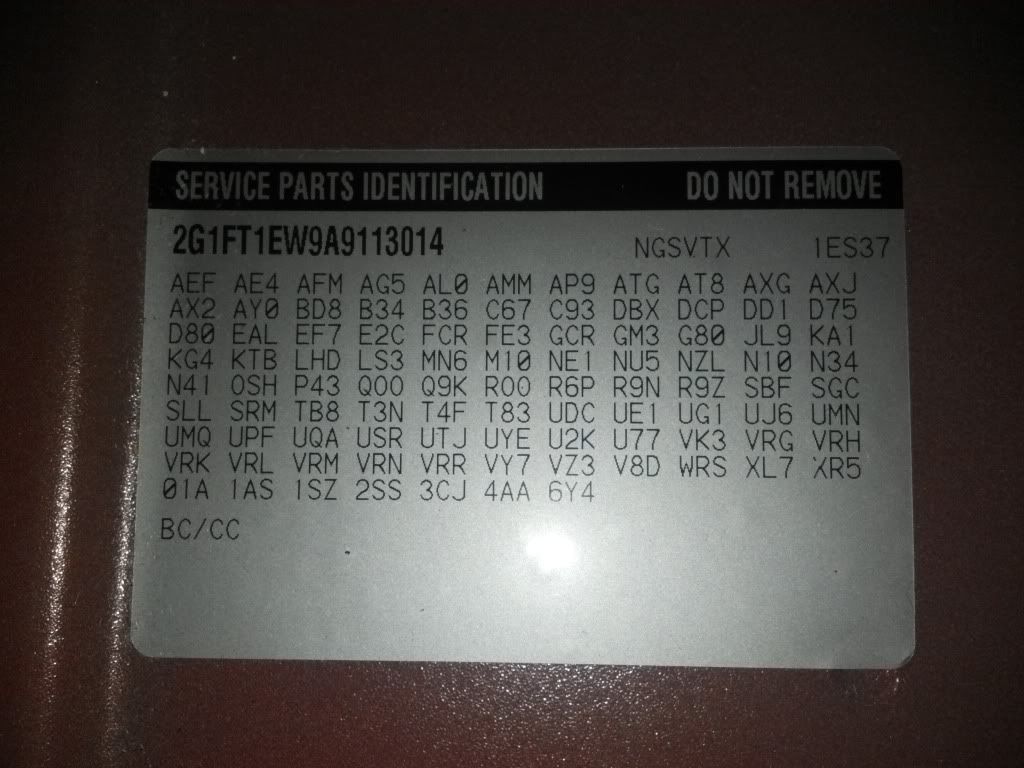 SERVICE PARTS IDENTIFICATION DO NOT REMOVE
2G1FT1EW9A9113014 NGSVTX 1ES37
AEF AE4 AFM AG5 AL0 AMM AP9 ATG AT8 AXG AXJ
AX2 AY0 BD8 B34 B36 C67 C93 DBX DCP DD1 D75
D80 EAL EF7 E2C FCR FE3 GCR GM3 G80 JL9 KA1
KG4 KTB LHD LS3 MN6 M10 NE1 NU5 NZL N10 N34
N41 OSH P43 Q00 Q9K R00 R6P R9N R9Z SBF SGC
SLL SRM TB8 T3N T4F T83 UDC UE1 UG1 UJ6 UMN
UMQ UPF UQA USR UTJ UYE U2K U77 VK3 VRG VRH
VRK VRL VRM VRN VRR VY7 VZ3 V8D WRS XL7 XR5
01A 1AS 1SZ 2SS 3CJ 4AA 6Y4
BC/CC